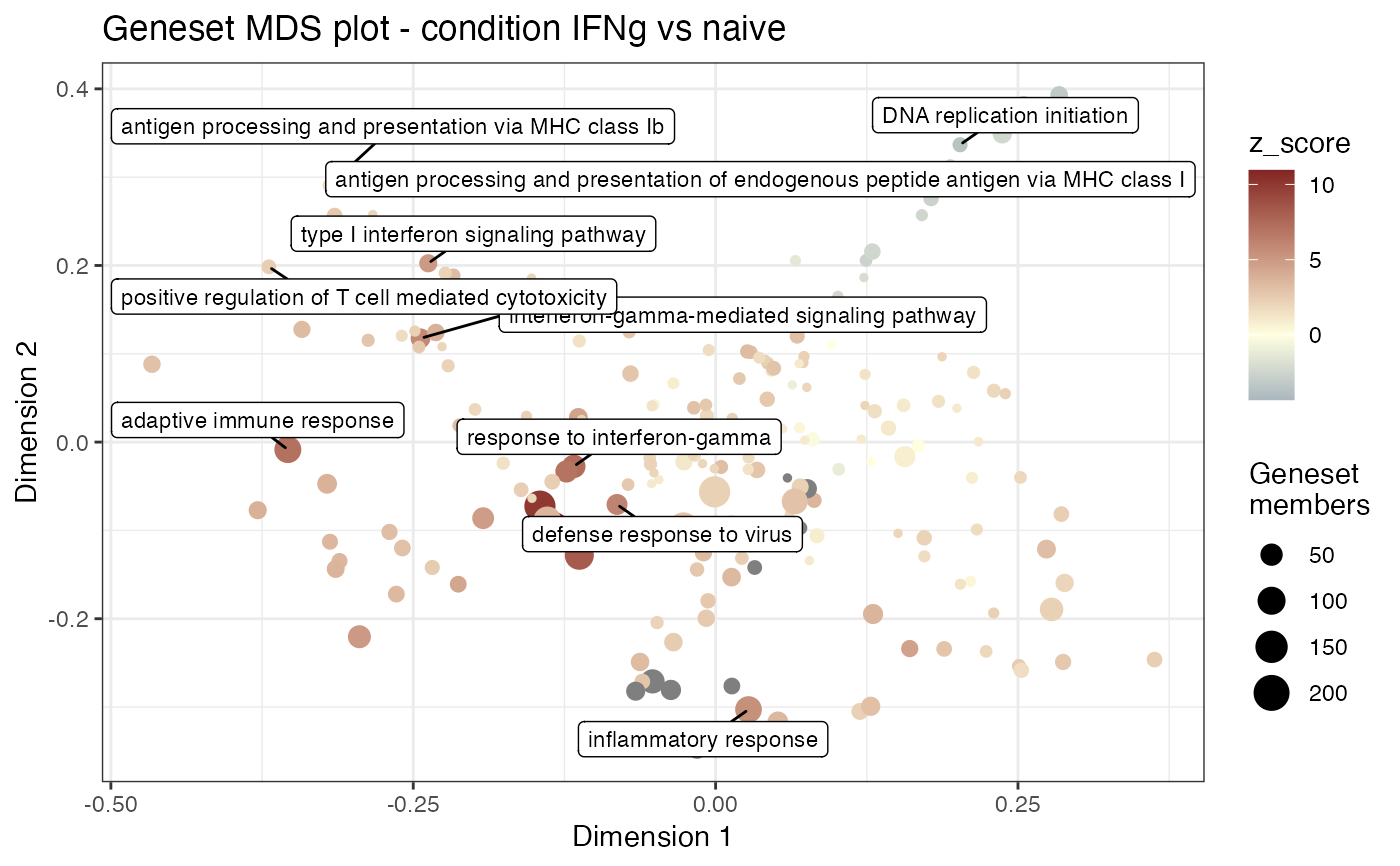 Geneset MDS plot - condition IFNg vs naive
0.4
0.2
0.0
-0.2
Dimension 2
antigen processing and presentation via MHC class Ib
DNA replication initiation
antigen processing and presentation of endogenous peptide antigen via MHC class I
type I interferon signaling pathway
positive regulation of T cell mediated cytotoxicity
interferon-gamma-mediated signaling pathway
adaptive immune response
response to interferon-gamma
defense response to virus
inflammatory response
-0.50
-0.25
0.00
0.25
Dimension 1
z_score
10
5
0
Geneset
members
50
100
150
200